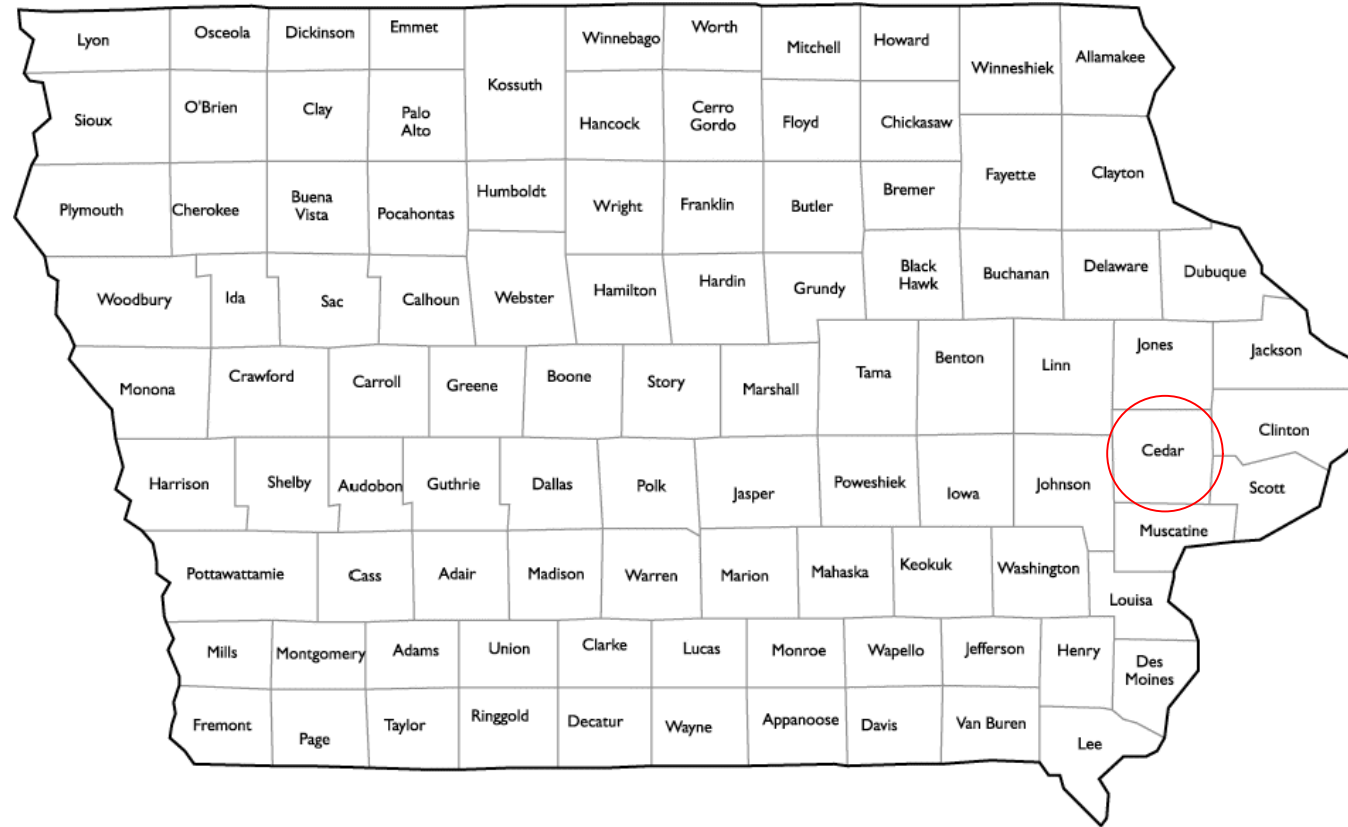 Lyon
Osceola
Dickinson
Emmet
Kossuth
Winnebago
Worth
Mitchell
Howard
Winneshiek
Allamakee
Sioux
O'Brien
Clay
Palo
Alto
Hancock
Cerro
Gordo
Floyd
Chickasaw
Fayette
Clayton
Plymouth
Cherokee
Buena
Vista
Pocahontas
Humboldt
Wright
Franklin
Butler
Bremer
Woodbury
Ida
Sac
Calhoun
Webster
Hamilton
Hardin
Grundy
Black
Hawk
Buchanan
Delaware
Dubuque
Monona
Crawford
Carroll
Greene
Boone
Story
Marshall
Tama
Benton
Linn
Jones
Jackson
Harrison
Shelby
Audobon
Guthrie
Dallas
Polk
Jasper
Poweshiek
Iowa
Johnson
Cedar
Clinton
Scott
Muscatine
Pottawattamie
Cass
Adair
Madison
Warren
Marion
Mahaska
Keokuk
Washington
Louisa
Mills
Montgomery
Adams
Union
Clarke
Lucas
Monroe
Wapello
Jefferson
Henry
Des
Moines
Fremont
Page
Taylor
Ringgold
Decatur
Wayne
Appanoose
Davis
Van Buren
Lee